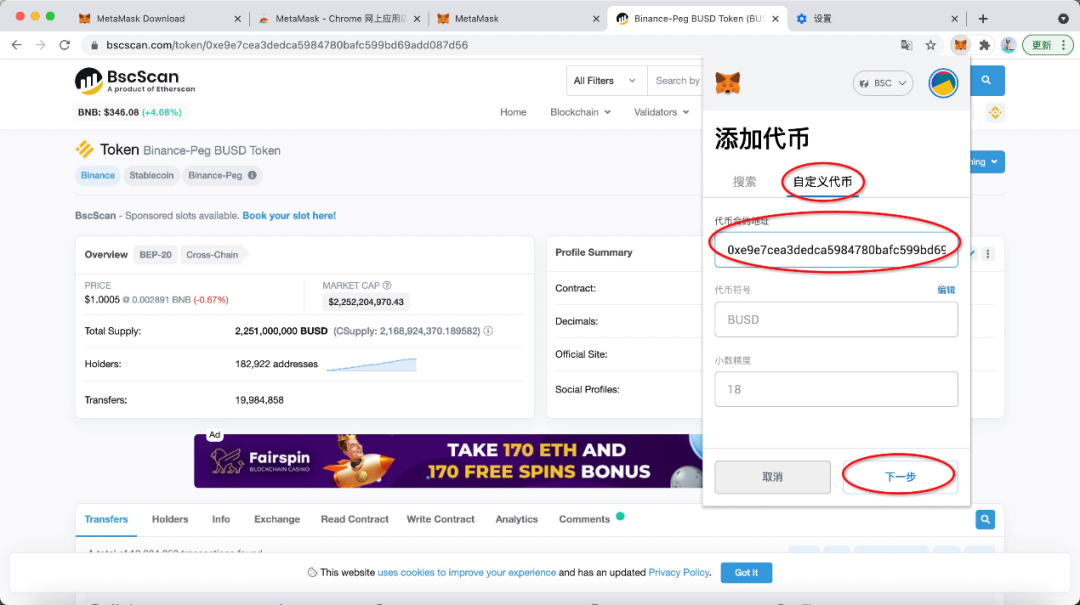 MetaMask Download
MetaMask - Chrome 网上应用店
MetaMask
Binance-Peg BUSD Token (BUS
设置
bscscan.com/token/0xe9e7cea3dedca5984780bafc599bd69add087d56
更新
BscScan
A product of Etherscan
All Filters
Search by
BNB: $346.08 (+4.08%)
Home
Blockchain
Validators
Token Binance-Peg BUSD Token
Binance
Stablecoin
Binance-Peg
BscScan - Sponsored slots available. Book your slot here!
Overview
BEP-20
Cross-Chain
PRICE
$1.0005 @ 0.002891 BNB (-0.67%)
MARKET CAP
$2,252,204,970.43
Total Supply:
2,251,000,000 BUSD (CSupply: 2,168,924,370.189582)
Holders:
182,922 addresses
Transfers:
19,984,858
Profile Summary
Contract:
Decimals:
Official Site:
Social Profiles:
BSC
添加代币
搜索
自定义代币
代币合约地址
0xe9e7cea3dedca5984780bafc599bd69
代币符号
编辑
BUSD
小数精度
18
取消
下一步
Ad
Fairspin
BLOCKCHAIN CASINO
TAKE 170 ETH AND
170 FREE SPINS BONUS
Transfers
Holders
Info
Exchange
Read Contract
Write Contract
Analytics
Comments
This website uses cookies to improve your experience and has an updated Privacy Policy.
Got It